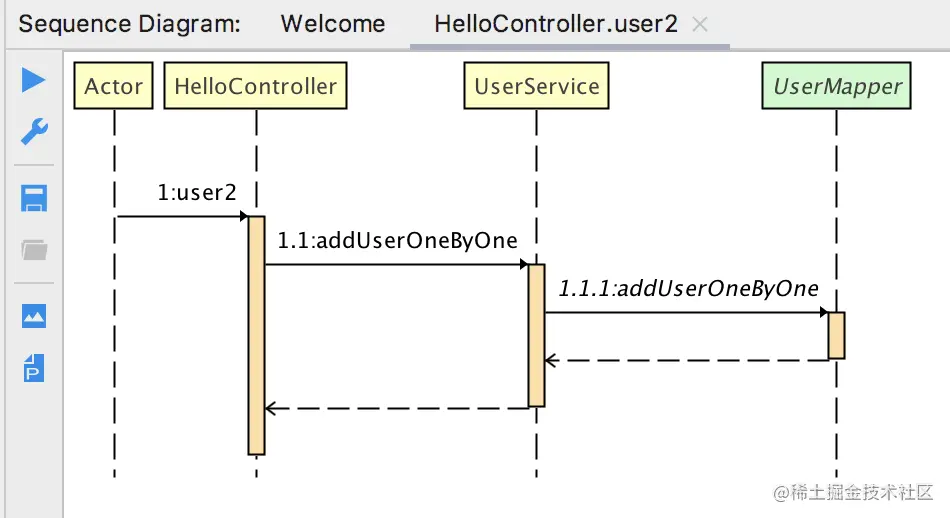 Sequence Diagram: Welcome HelloController.user2
Actor HelloController UserService UserMapper
1:user2
1.1:addUserOneByOne
1.1.1:addUserOneByOne
P
@稀土掘金技术社区